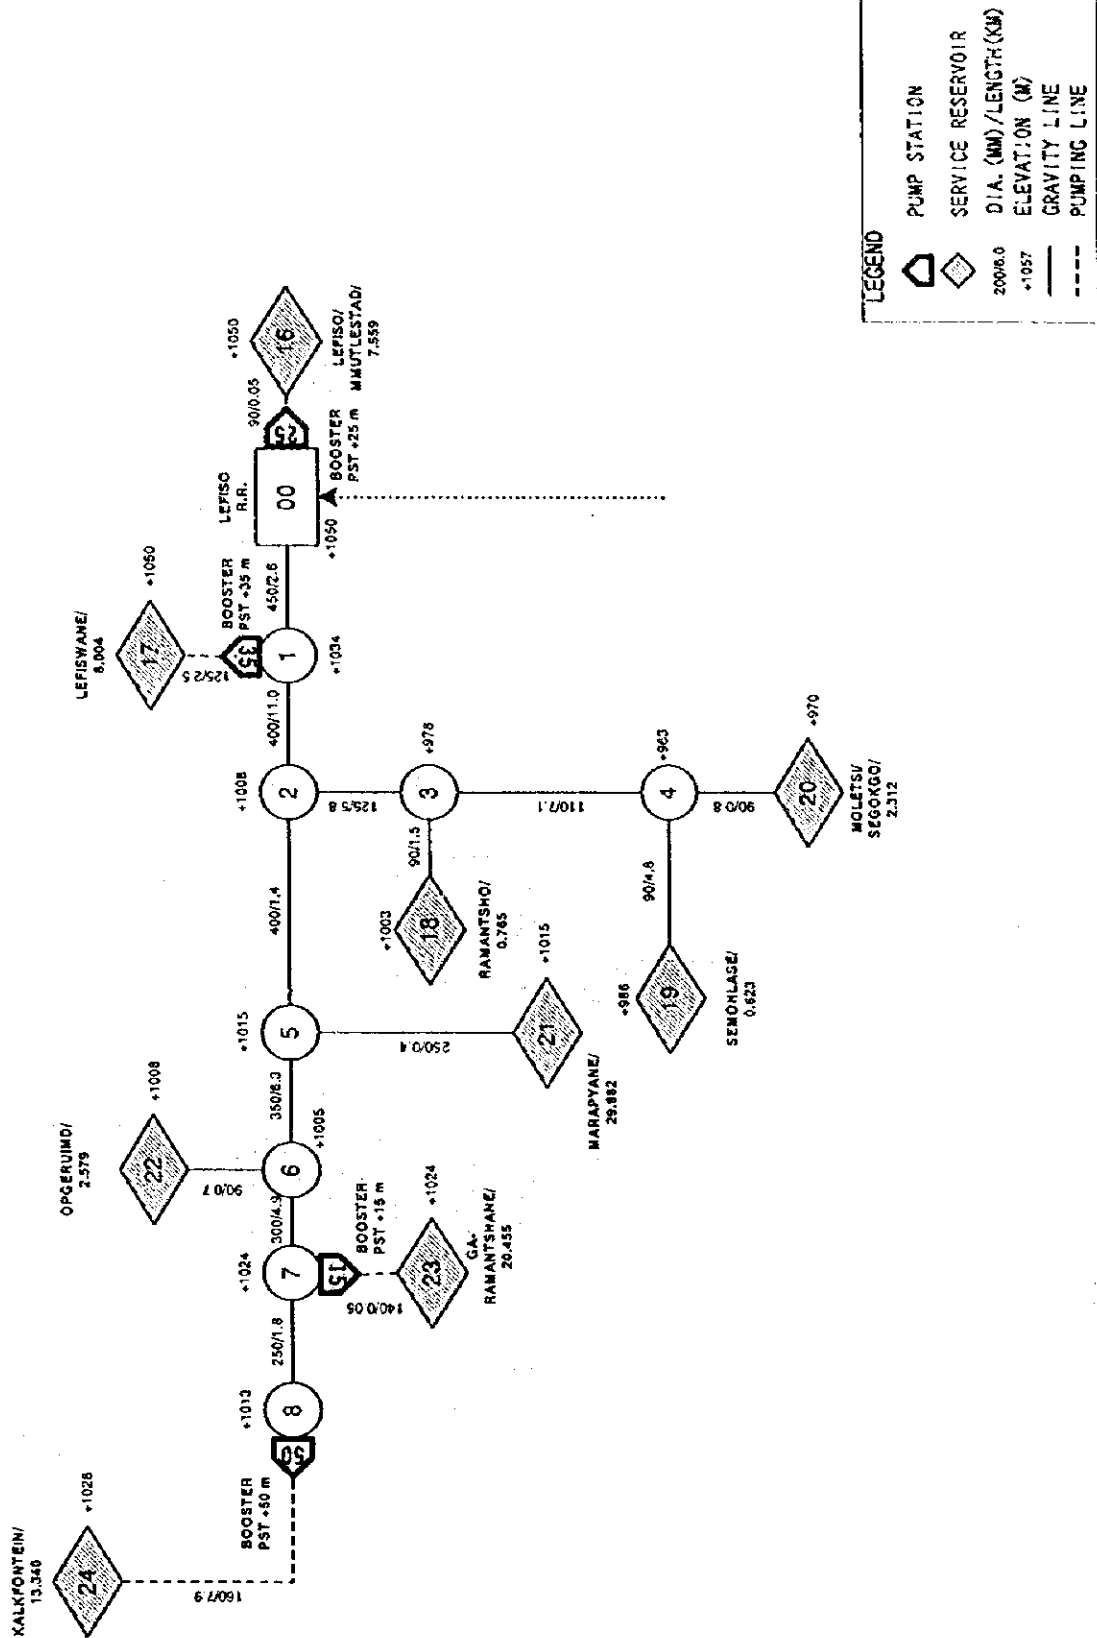 KALKFONTEIN/
13.340
24
+1028
160/7.9
BOOSTER
PST +50 m
50
8
+1013
250/1.8
7
+1024
15
BOOSTER
PST +15 m
140/0.05
23
+1024
GA-
RAMANTSHANE/
20.455
300/4.9
6
+1005
90/0.7
22
OPGERUIMD/
2.579
+1008
350/6.3
5
+1015
250/0.4
21
+1015
MARAPYANE/
29.882
400/1.4
2
+1008
125/5.8
3
+978
90/1.5
18
+1003
RAMANTSHO/
0.765
110/7.1
4
+963
90/4.8
19
+986
SEMOHLASE/
0.623
90/0.8
20
+970
MOLETSI/
SEGOKGO/
2.312
400/11.0
1
+1034
35
BOOSTER
PST +35 m
125/2.5
17
LEFISWANE/
8.004
+1050
450/2.6
LEFISO
R.R.
00
+1050
25
BOOSTER
PST +25 m
90/0.05
16
+1050
LEFISO/
MMUTLESTAD/
7.559
LEGEND
PUMP STATION
SERVICE RESERVOIR
200/6.0 DIA. (MM)/LENGTH(KM)
+1057 ELEVATION (M)
GRAVITY LINE
PUMPING LINE